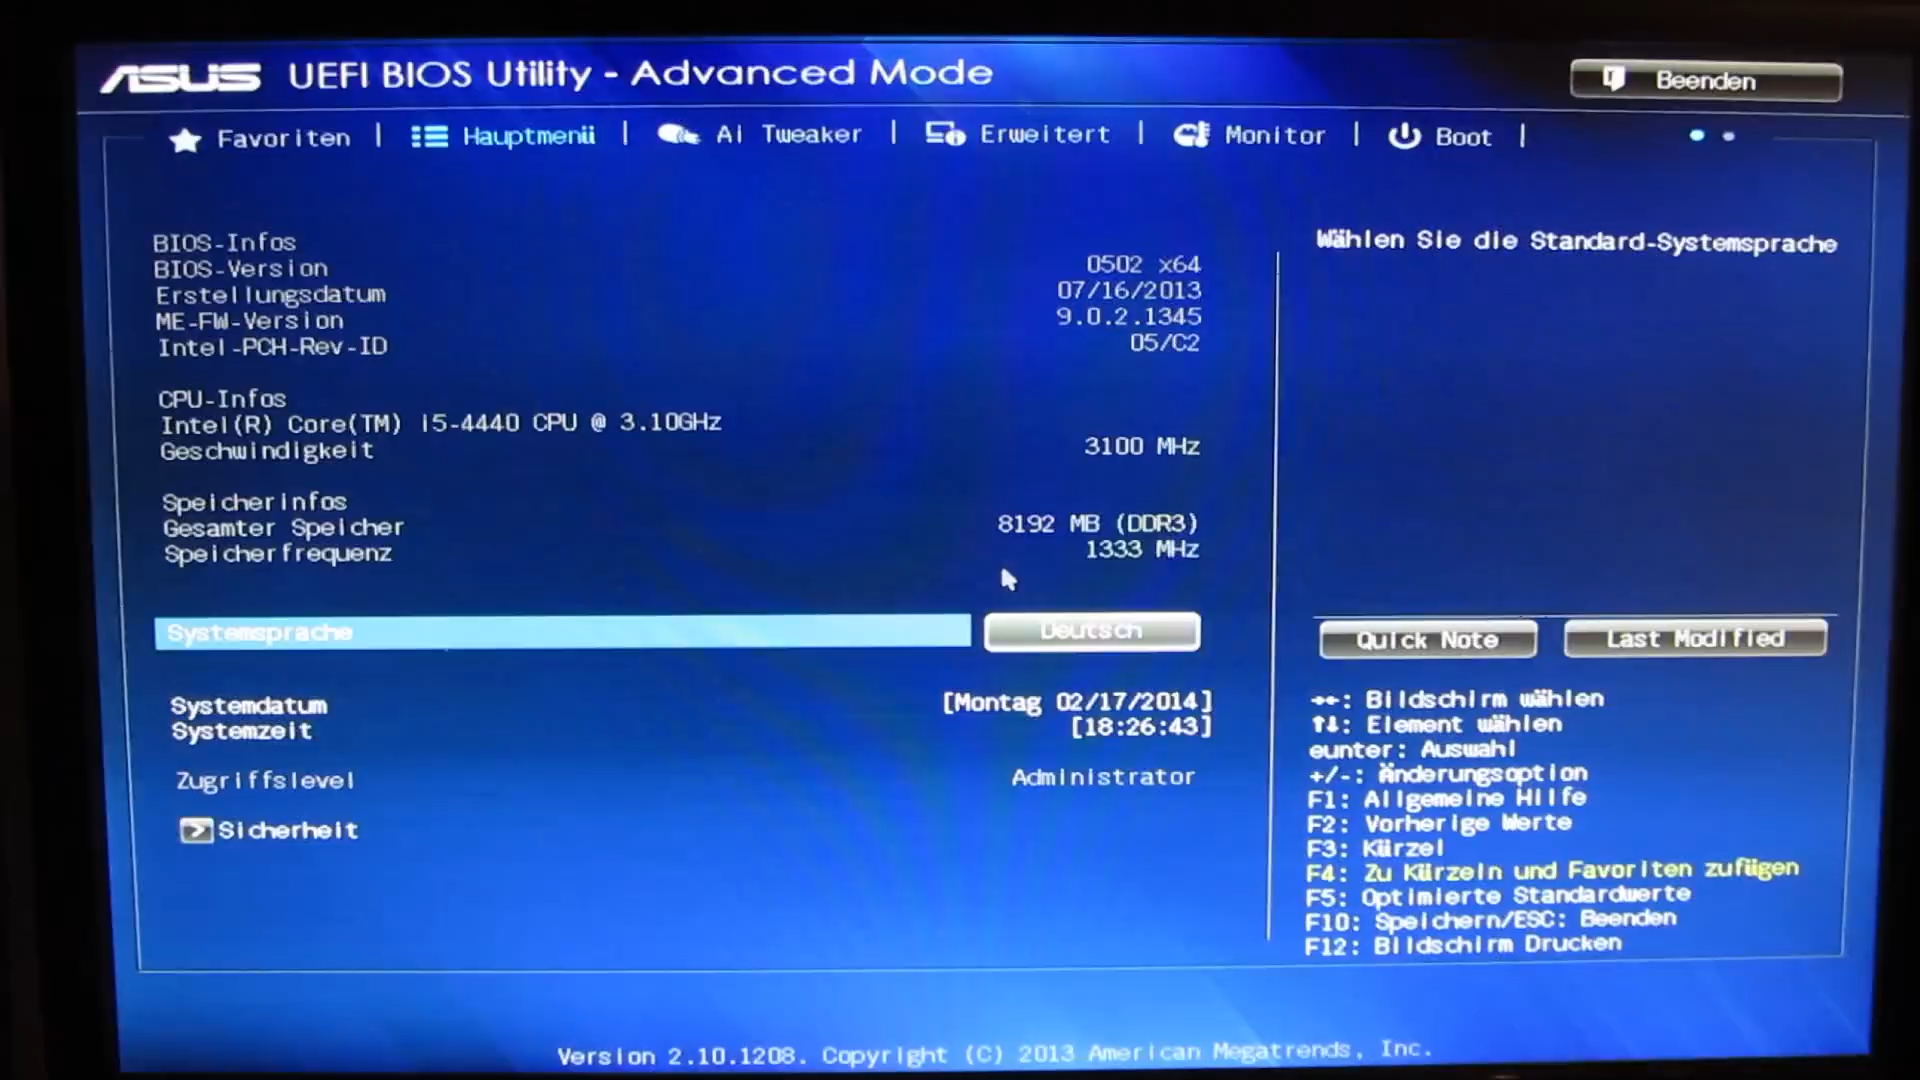 ASUS UEFI BIOS Utility - Advanced Mode
Beenden
Favoriten | Hauptmenü | Ai Tweaker | Erweitert | Monitor | Boot |
BIOS-Infos
BIOS-Version 0502 x64
Erstellungsdatum 07/16/2013
ME-FW-Version 9.0.2.1345
Intel-PCH-Rev-ID 05/C2
CPU-Infos
Intel(R) Core(TM) i5-4440 CPU @ 3.10GHz
Geschwindigkeit 3100 MHz
Speicherinfos
Gesamter Speicher 8192 MB (DDR3)
Speicherfrequenz 1333 MHz
Systemsprache Deutsch
Systemdatum [Montag 02/17/2014]
Systemzeit [18:26:43]
Zugriffslevel Administrator
Sicherheit
Wählen Sie die Standard-Systemsprache
Quick Note Last Modified
→←: Bildschirm wählen
↑↓: Element wählen
eunter: Auswahl
+/-: Änderungsoption
F1: Allgemeine Hilfe
F2: Vorherige Werte
F3: Kürzel
F4: Zu Kürzeln und Favoriten zufügen
F5: Optimierte Standardwerte
F10: Speichern/ESC: Beenden
F12: Bildschirm Drucken
Version 2.10.1208. Copyright (C) 2013 American Megatrends, Inc.